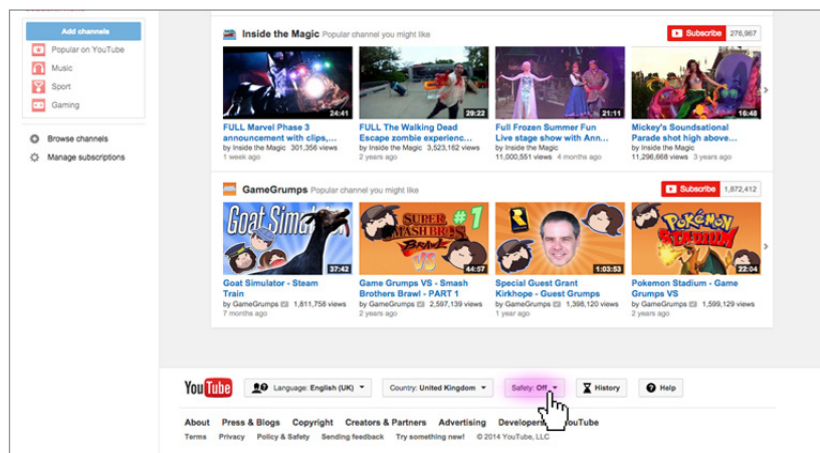 Add channels
Popular on YouTube
Music
Sport
Gaming
Browse channels
Manage subscriptions
Inside the Magic Popular channel you might like
Subscribe 276,967
24:41
29:22
21:11
16:48
FULL Marvel Phase 3 announcement with clips,...
by Inside the Magic 301,356 views
1 week ago
FULL The Walking Dead Escape zombie experienc...
by Inside the Magic 3,523,162 views
2 years ago
Full Frozen Summer Fun Live stage show with Ann...
by Inside the Magic
11,000,551 views 4 months ago
Mickey's Soundsational Parade shot high above...
by Inside the Magic
11,296,668 views 3 years ago
GameGrumps Popular channel you might like
Subscribe 1,872,412
Goat Sim
37:42
SUPER SMASH BROS BRAWL #1 VS
44:57
1:03:53
POKéMON STADIUM
22:04
Goat Simulator - Steam Train
by GameGrumps 1,811,758 views
7 months ago
Game Grumps VS - Smash Brothers Brawl - PART 1
by GameGrumps 2,597,139 views
2 years ago
Special Guest Grant Kirkhope - Guest Grumps
by GameGrumps 1,398,120 views
1 year ago
Pokemon Stadium - Game Grumps VS
by GameGrumps 1,599,129 views
2 years ago
YouTube
Language: English (UK)
Country: United Kingdom
Safety: Off
History
Help
About Press & Blogs Copyright Creators & Partners Advertising Developers YouTube
Terms Privacy Policy & Safety Sending feedback Try something new! © 2014 YouTube, LLC